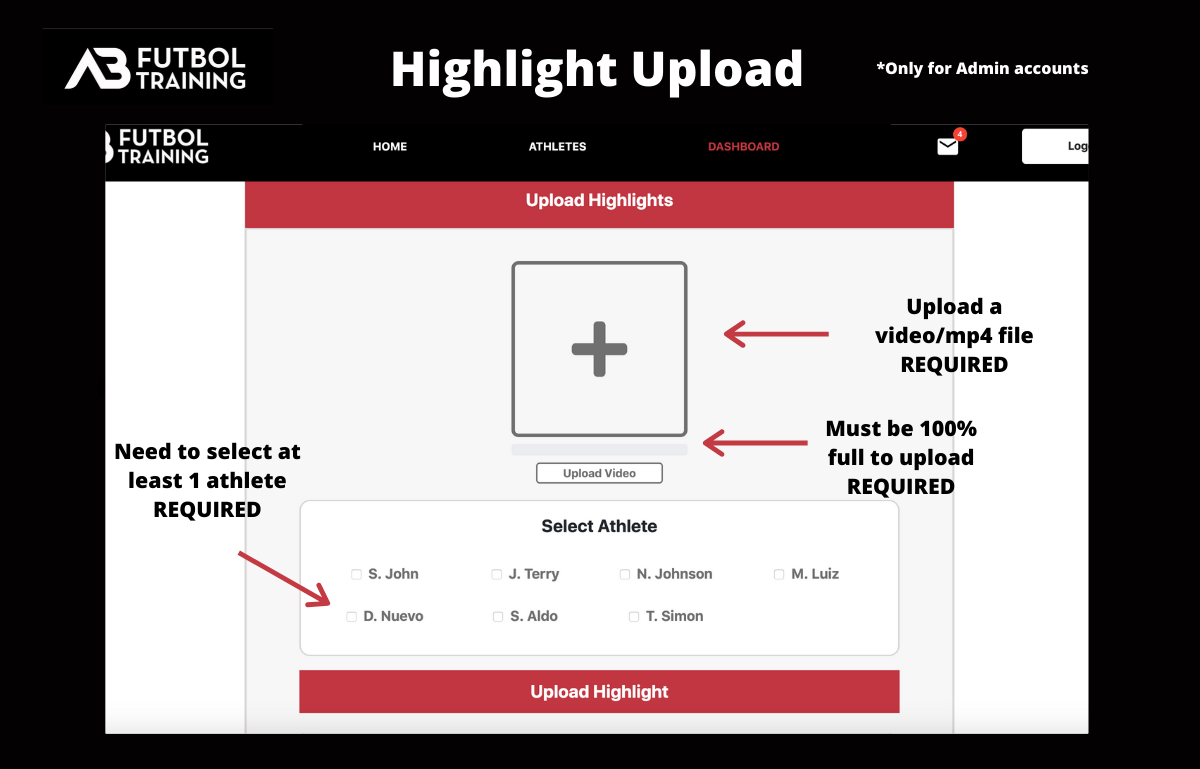 AB FUTBOL
TRAINING
Highlight Upload
*Only for Admin accounts
FUTBOL
TRAINING
HOME
ATHLETES
DASHBOARD
4
Log
Upload Highlights
Upload a
video/mp4 file
REQUIRED
Must be 100%
full to upload
REQUIRED
Upload Video
Need to select at
least 1 athlete
REQUIRED
Select Athlete
S. John
J. Terry
N. Johnson
M. Luiz
D. Nuevo
S. Aldo
T. Simon
Upload Highlight